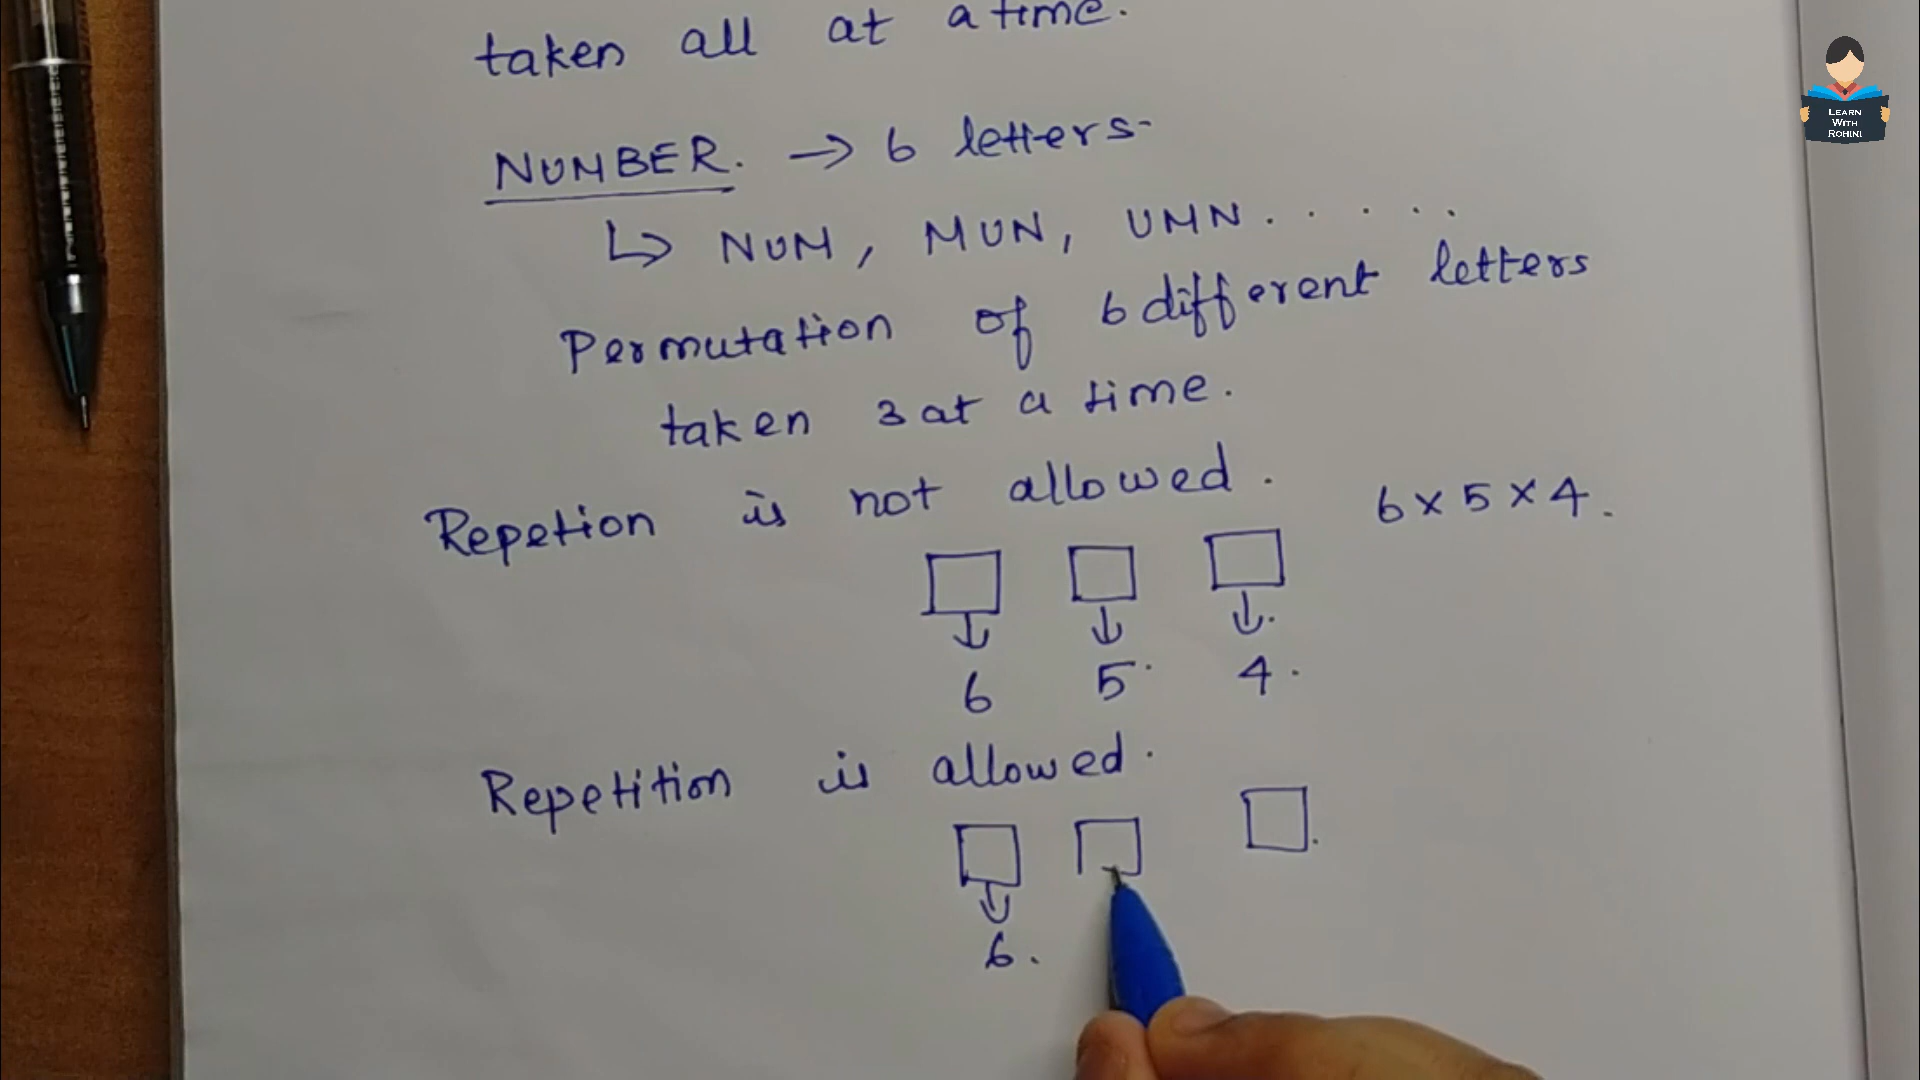 taken all at a time.
NUMBER. → 6 letters.
↳ NUM, MUN, UMN . . . . .
Permutation of 6 different letters
taken 3 at a time.
Repetion is not allowed.
6 x 5 x 4.
6 5 4.
Repetition is allowed.
6.
LEARN
WITH
ROHINI